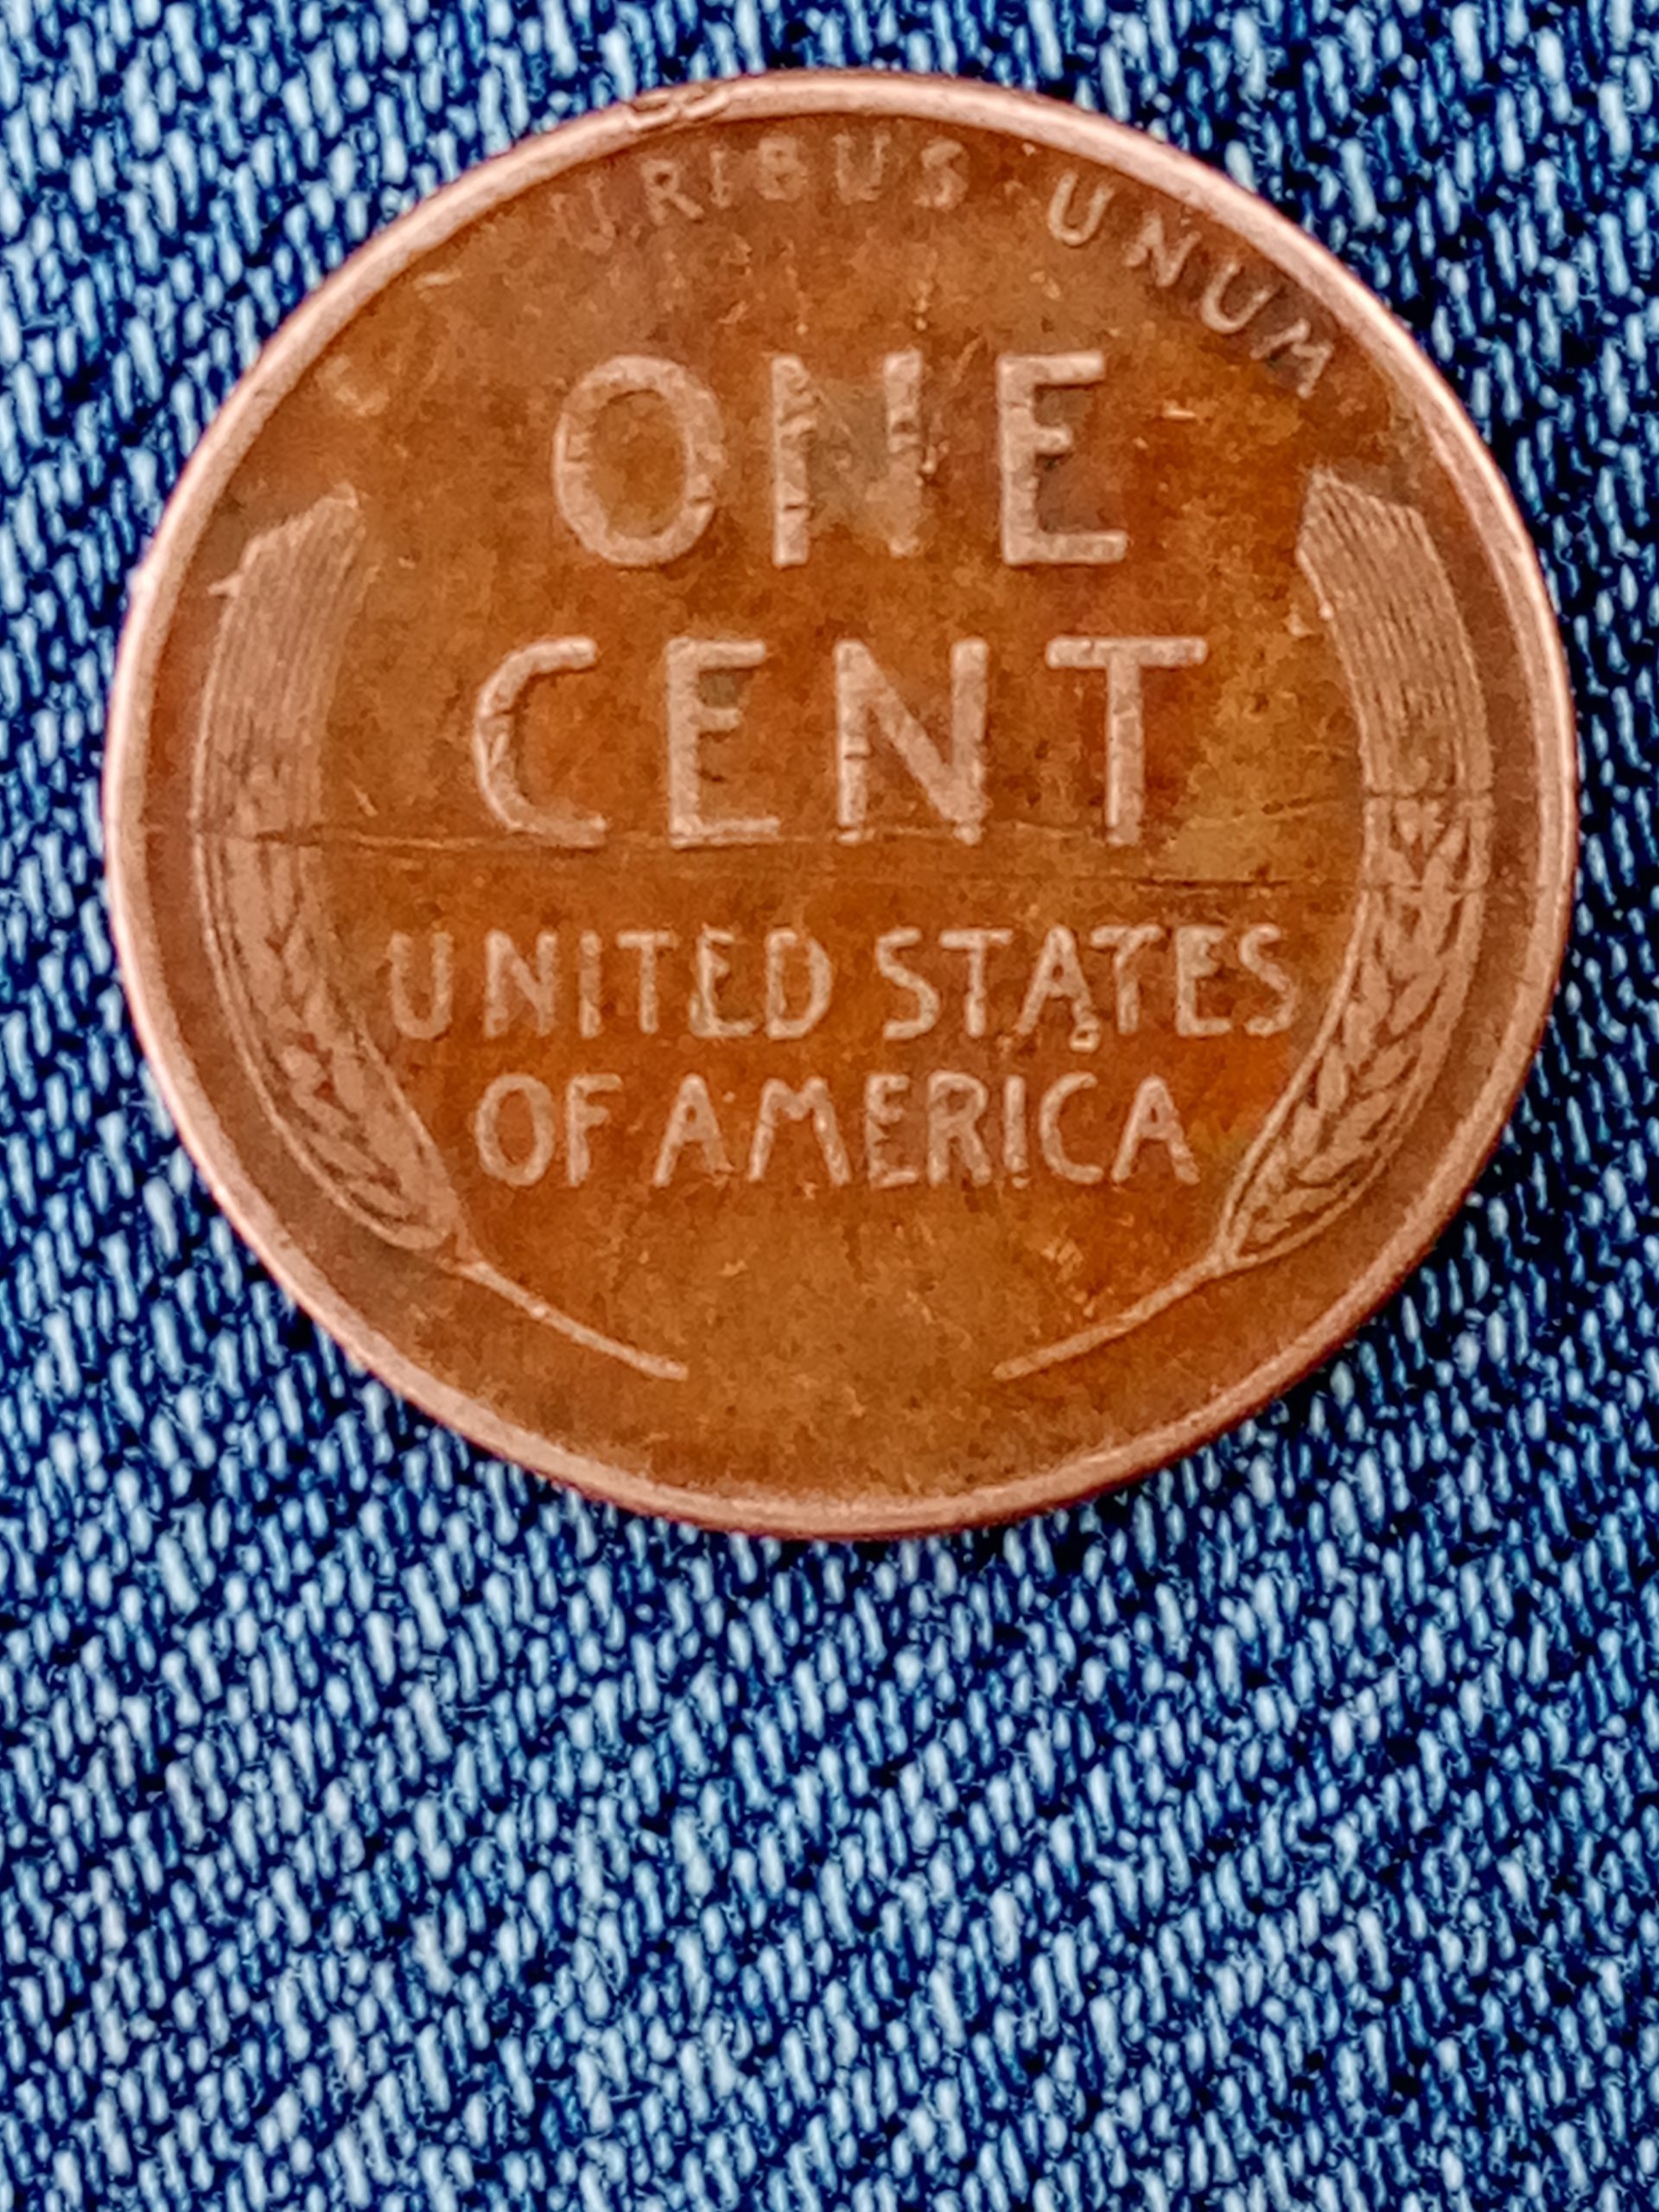 URIBUS · UNUM
ONE
CENT
UNITED STATES
OF AMERICA